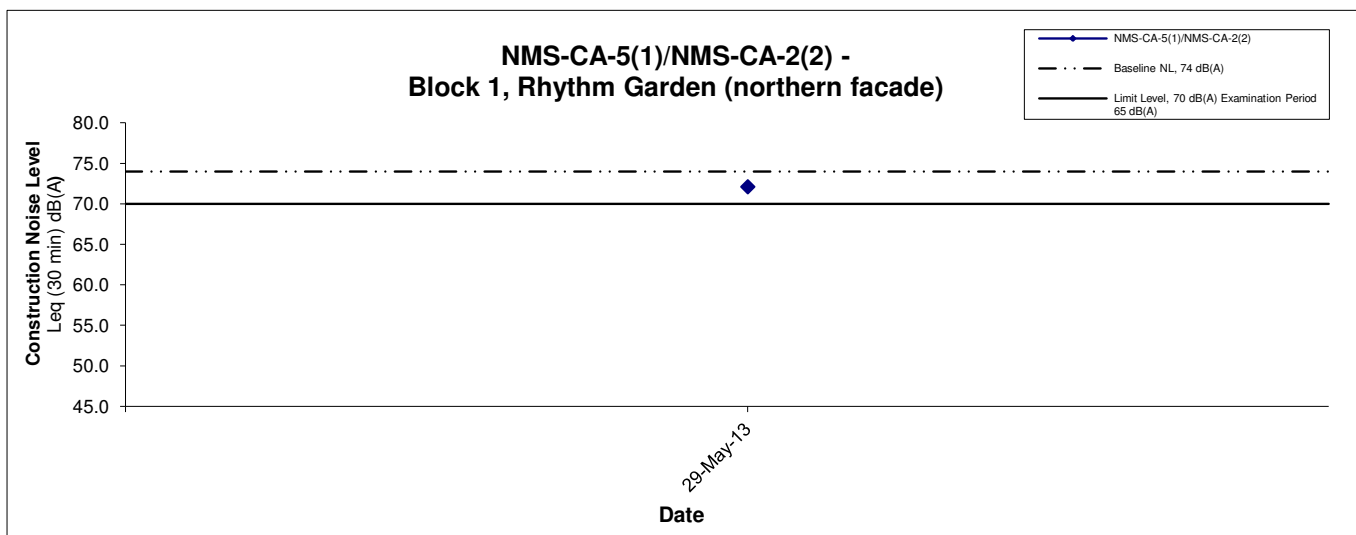 NMS-CA-5(1)/NMS-CA-2(2) -
Block 1, Rhythm Garden (northern facade)
NMS-CA-5(1)/NMS-CA-2(2)
Baseline NL, 74 dB(A)
Limit Level, 70 dB(A) Examination Period
65 dB(A)
Construction Noise Level
Leq (30 min) dB(A)
80.0
75.0
70.0
65.0
60.0
55.0
50.0
45.0
29-May-13
Date